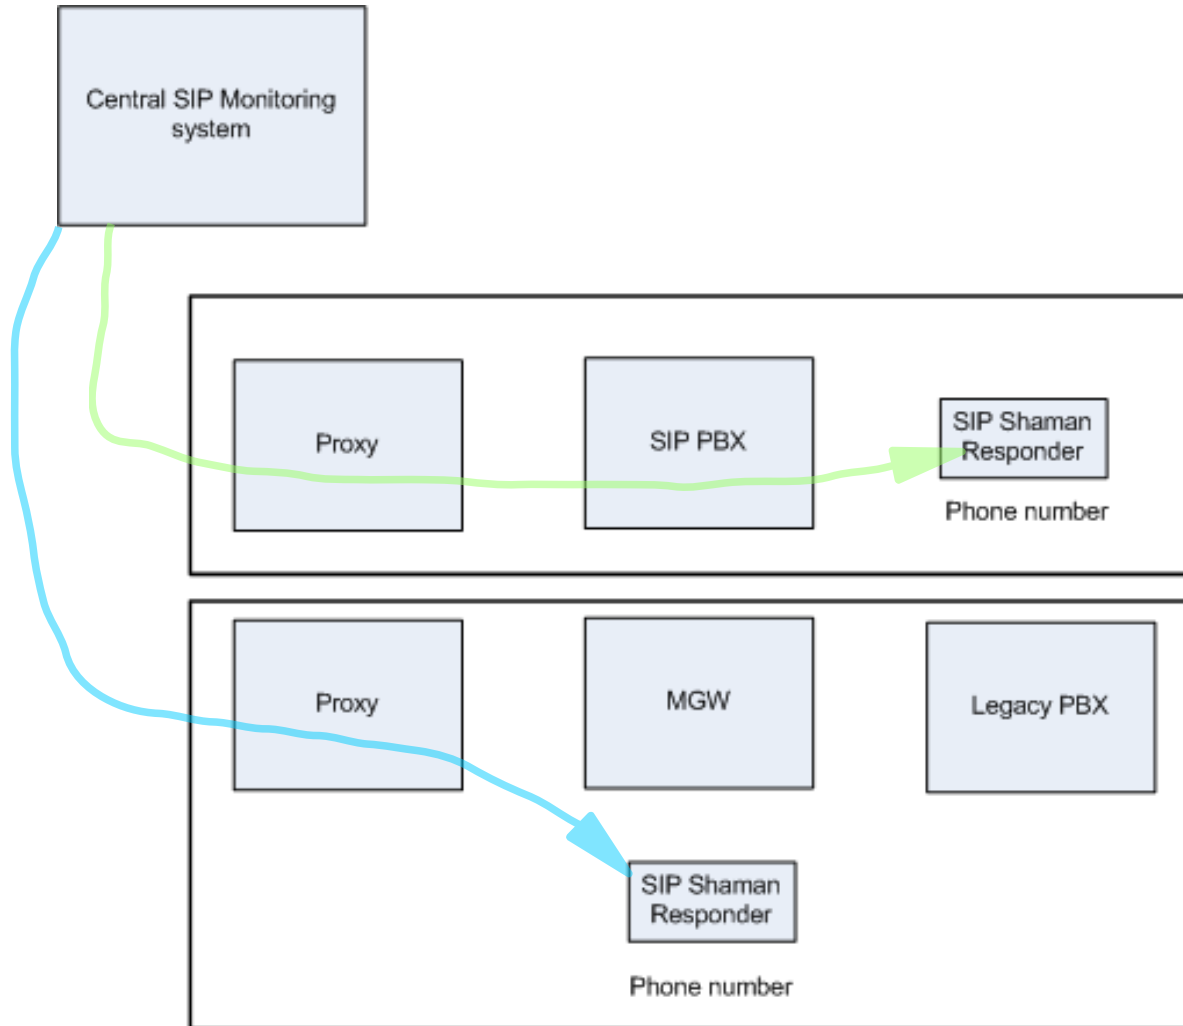 Central SIP Monitoring
system
Proxy
SIP PBX
SIP Shaman
Responder
Phone number
Proxy
MGW
Legacy PBX
SIP Shaman
Responder
Phone number